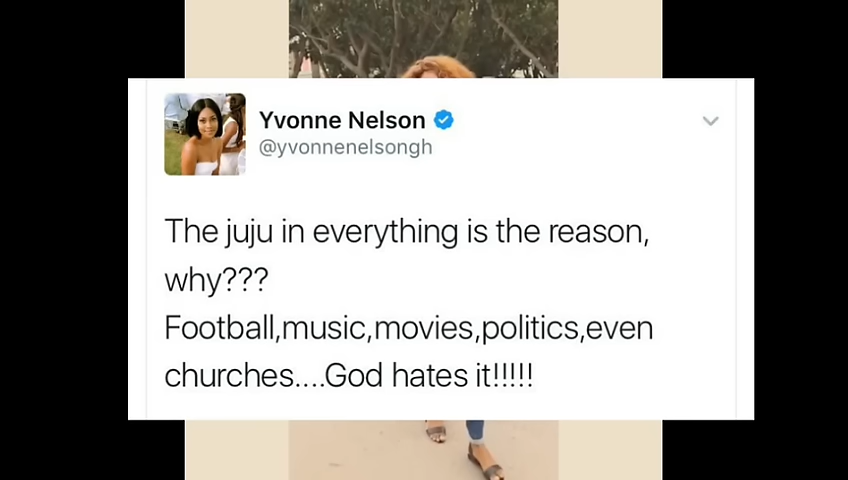 Yvonne Nelson
@yvonnenelsongh
The juju in everything is the reason,
why???
Football,music,movies,politics,even
churches....God hates it!!!!!